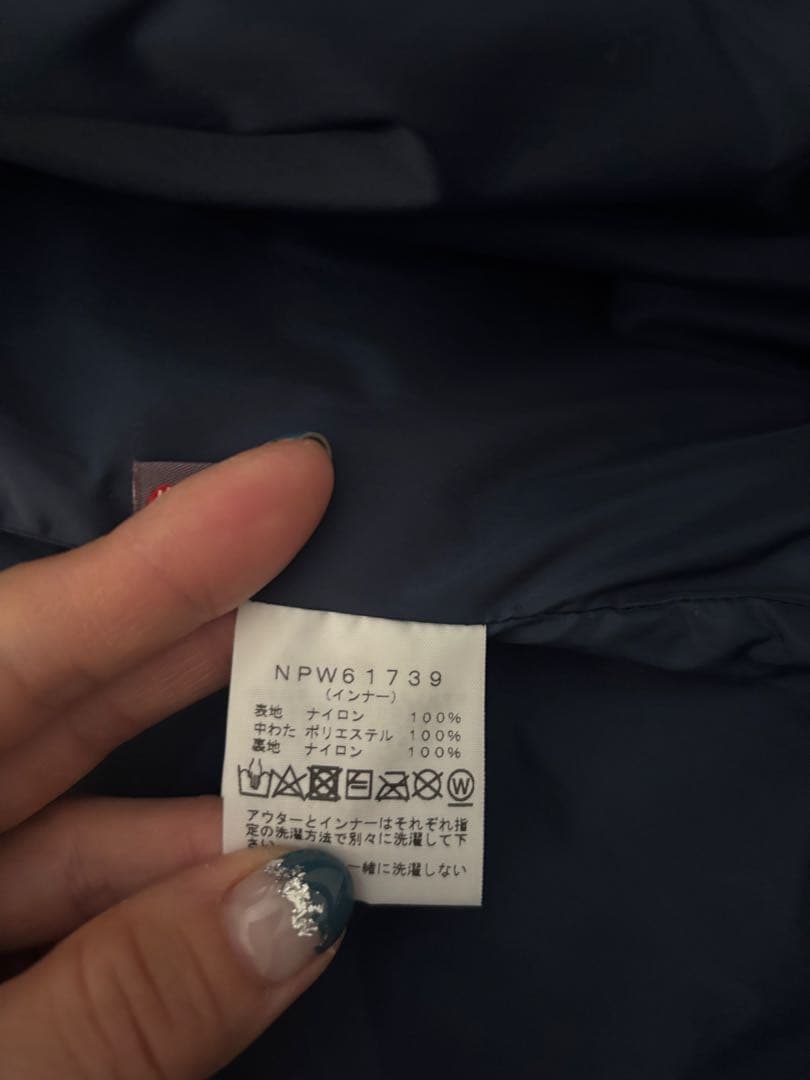 NPW61739
(インナー)
表地 ナイロン 100%
中わた ポリエステル 100%
裏地 ナイロン 100%
W
アウターとインナーはそれぞれ指
定の洗濯方法で別々に洗濯して下
さい
一緒に洗濯しない